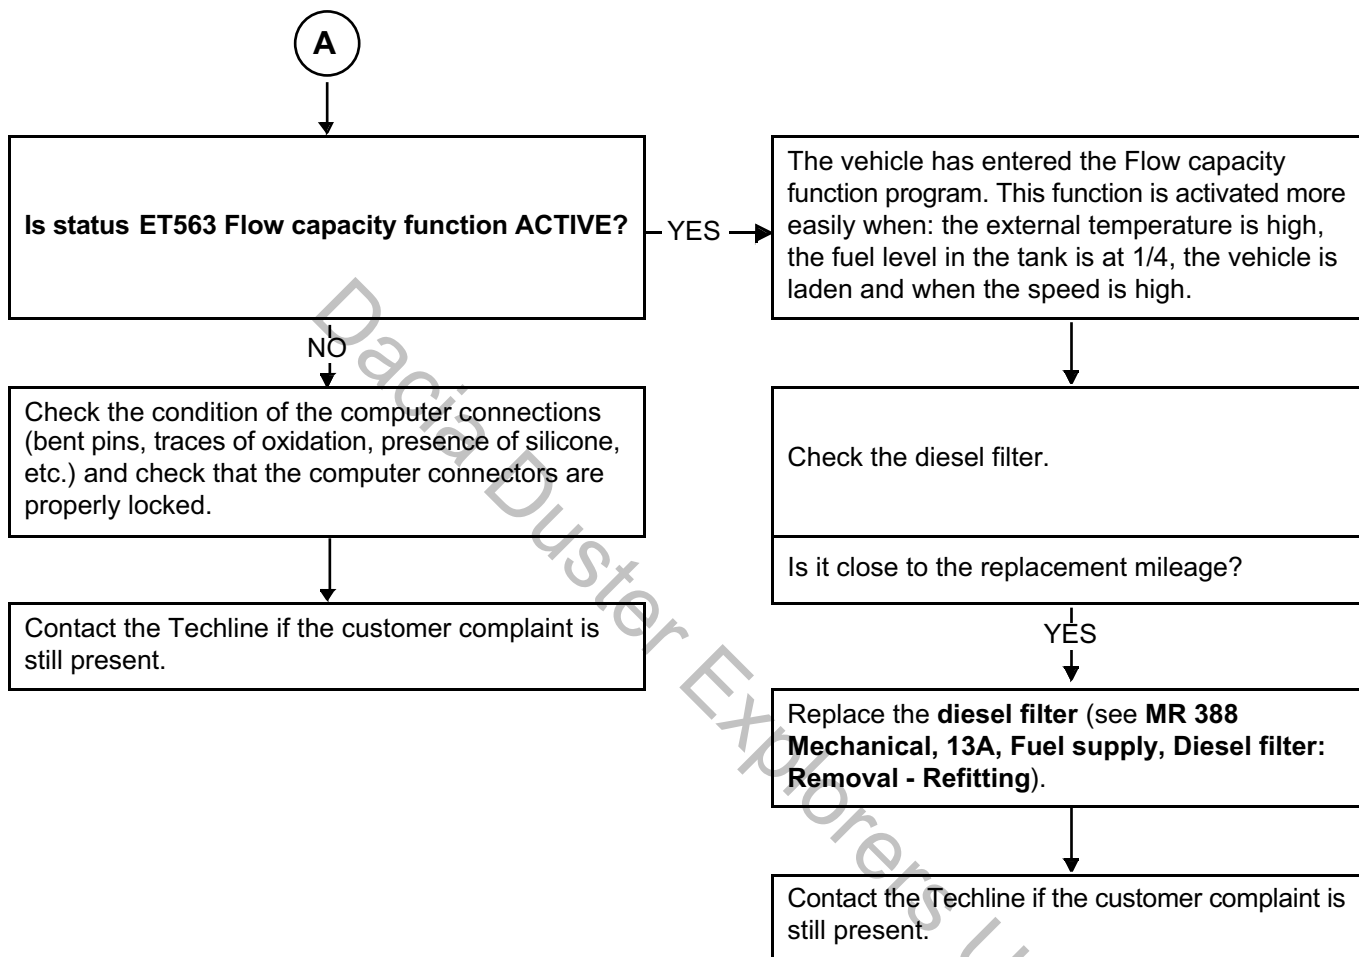 A
Is status ET563 Flow capacity function ACTIVE?
YES
The vehicle has entered the Flow capacity
function program. This function is activated more
easily when: the external temperature is high,
the fuel level in the tank is at 1/4, the vehicle is
laden and when the speed is high.
NO
Check the condition of the computer connections
(bent pins, traces of oxidation, presence of silicone,
etc.) and check that the computer connectors are
properly locked.
Contact the Techline if the customer complaint is
still present.
Check the diesel filter.
Is it close to the replacement mileage?
YES
Replace the diesel filter (see MR 388
Mechanical, 13A, Fuel supply, Diesel filter:
Removal - Refitting).
Contact the Techline if the customer complaint is
still present.
Dacia Duster Explorers